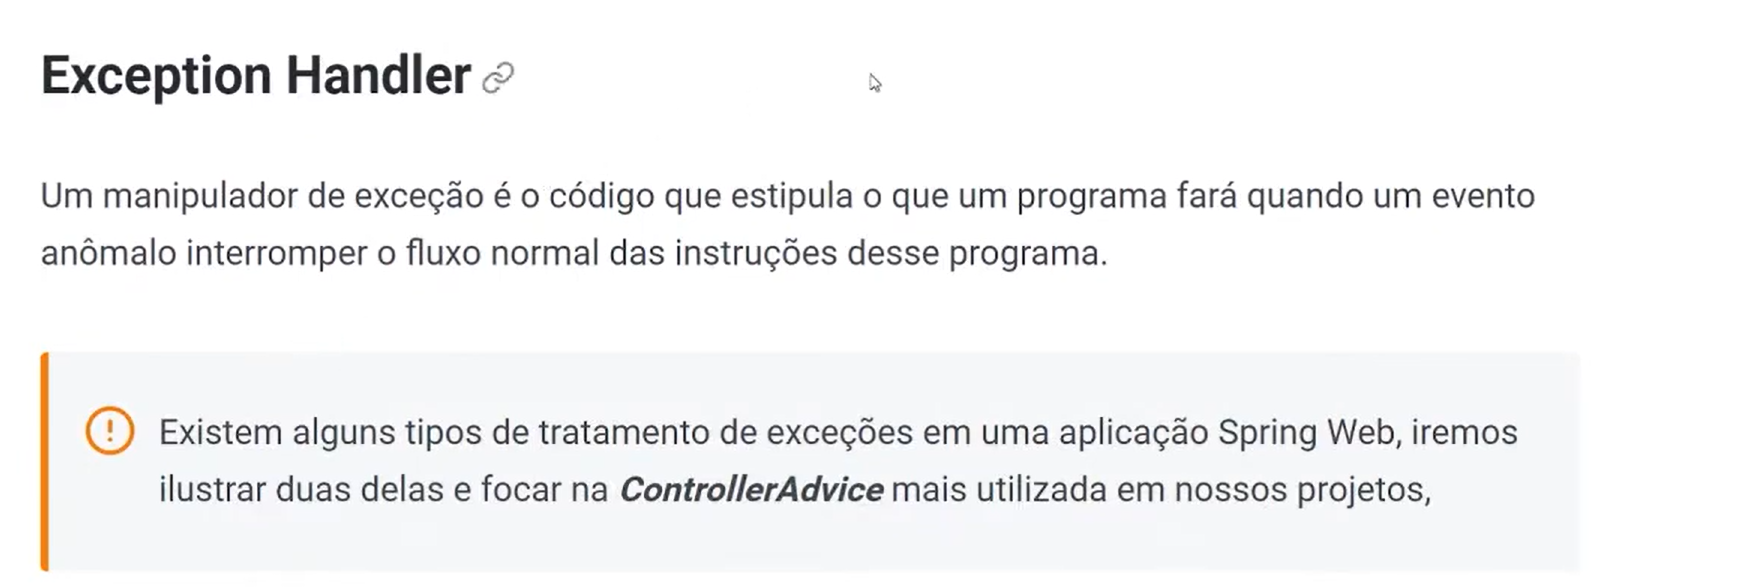 Exception Handler
Um manipulador de exceção é o código que estipula o que um programa fará quando um evento
anômalo interromper o fluxo normal das instruções desse programa.
Existem alguns tipos de tratamento de exceções em uma aplicação Spring Web, iremos
ilustrar duas delas e focar na ControllerAdvice mais utilizada em nossos projetos,